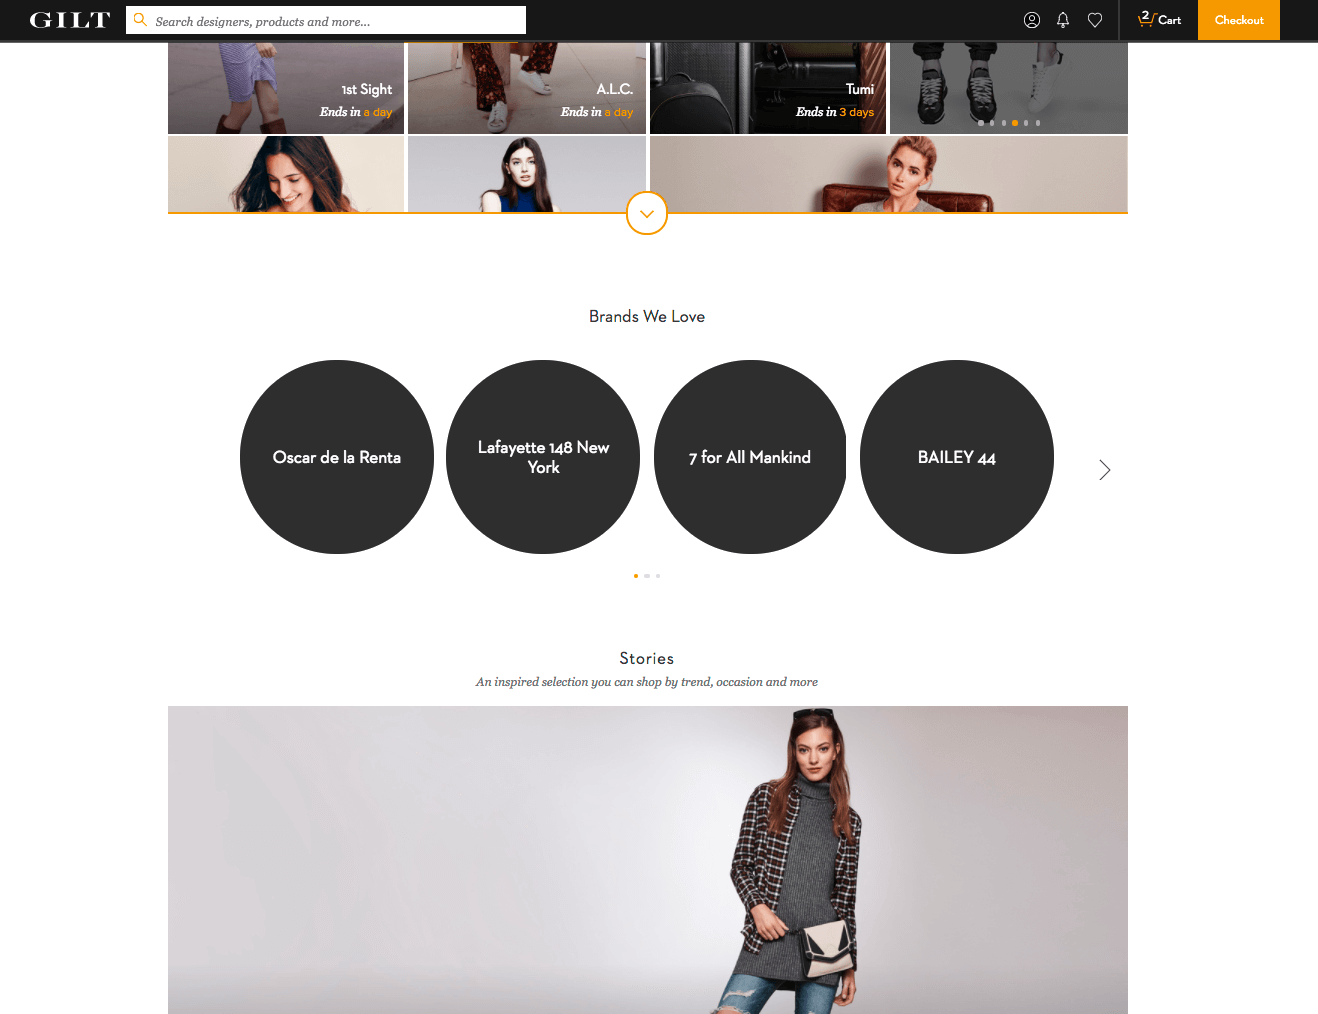 GILT
Search designers, products and more...
2
Cart
Checkout
1st Sight
Ends in a day
A.L.C.
Ends in a day
Tumi
Ends in 3 days
Brands We Love
Oscar de la Renta
Lafayette 148 New
York
7 for All Mankind
BAILEY 44
Stories
An inspired selection you can shop by trend, occasion and more